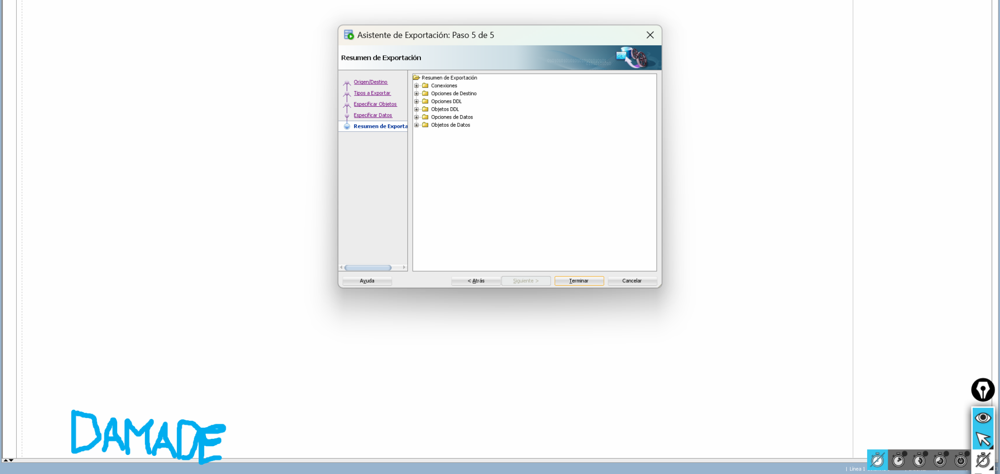 Asistente de Exportación: Paso 5 de 5
Resumen de Exportación
Origen/Destino
Tipos a Exportar
Especificar Objetos
Especificar Datos
Resumen de Exporta
Resumen de Exportación
Conexiones
Opciones de Destino
Opciones DDL
Objetos DDL
Opciones de Datos
Objetos de Datos
Ayuda
< Atrás
Siguiente >
Terminar
Cancelar
DAMADE
| Línea 1